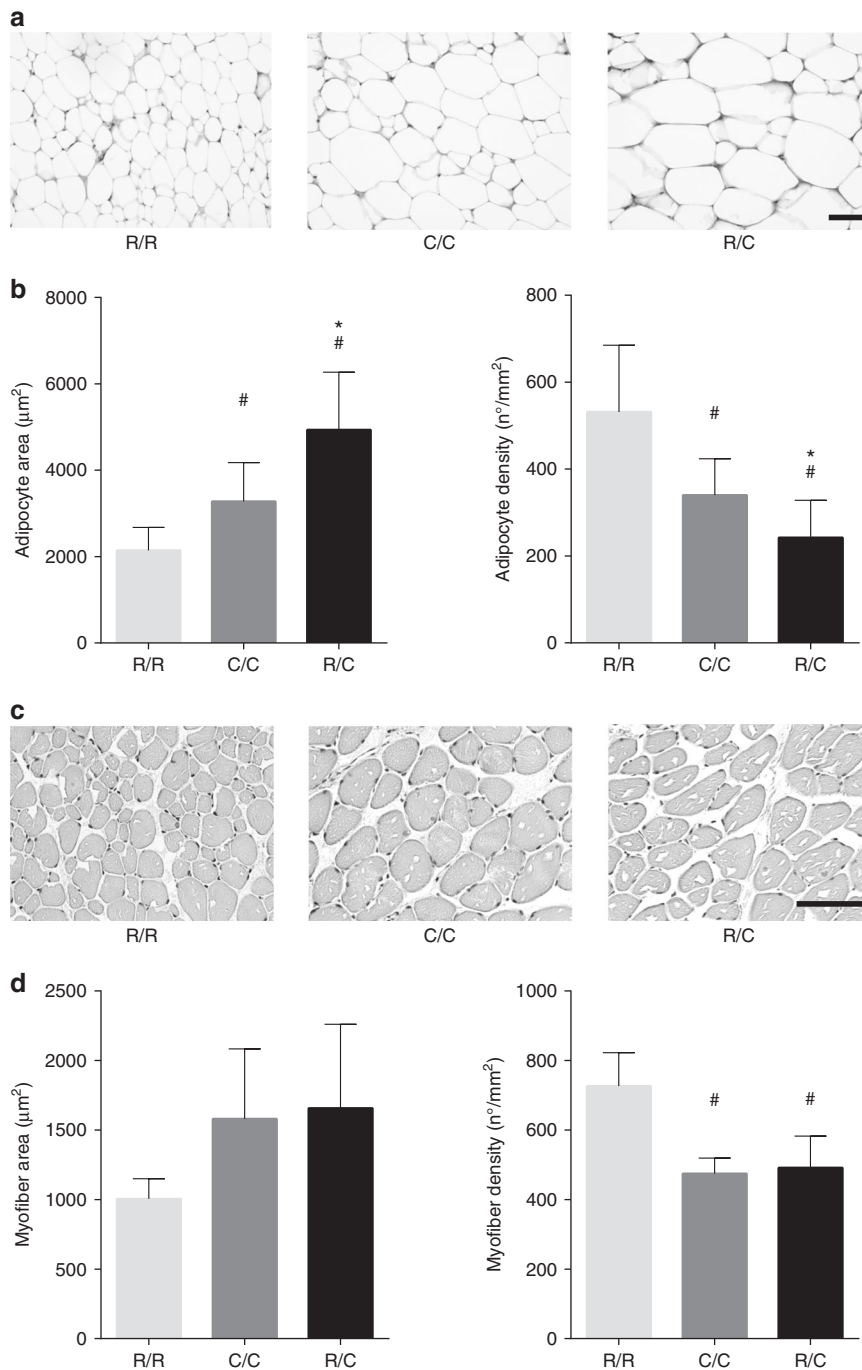 a
R/R C/C R/C
b
Adipocyte area (μm²)
8000
6000
4000
2000
0
#
*
#
R/R C/C R/C
Adipocyte density (n°/mm²)
800
600
400
200
0
#
*
#
R/R C/C R/C
c
R/R C/C R/C
d
Myofiber area (μm²)
2500
2000
1500
1000
500
0
R/R C/C R/C
Myofiber density (n°/mm²)
1000
800
600
400
200
0
# #
R/R C/C R/C